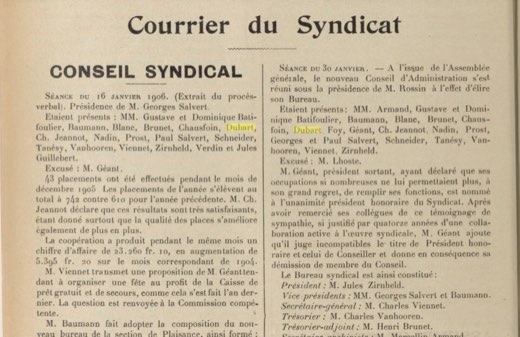 Courrier du Syndicat
CONSEIL SYNDICAL
SÉANCE DU 16 JANVIER 1906. (Extrait du procès-
verbal). Présidence de M. Georges Salvert.
Etaient présents : MM. Gustave et Dominique Bati-
foulier, Baumann, Blanc, Brunet, Chausfoin, Dubart,
Ch. Jeannot, Nadin, Prost, Paul Salvert, Schneider,
Tanésy, Vanhooren, Viennet, Zirnheld, Verdin et Jules
Guillebert.
Excusé : M. Géant.
43 placements ont été effectués pendant le mois de
décembre 1905 Les placements de l'année s'élèvent au
total à 742 contre 610 pour l'année précédente. M. Ch.
Jeannot déclare que ces résultats sont très satisfaisants,
étant donné surtout que la qualité des places s'améliore
également de plus en plus.
La coopération a produit pendant le même mois un
chiffre d'affaire de 23.260 fr. 10, en augmentation de
5.395 fr. 20 sur le mois correspondant de 1904.
M. Viennet transmet une proposition de M. Géant ten-
dant à organiser une fête au profit de la Caisse de
prêt gratuit et de secours, comme cela s'est fait l'an der-
nier. La question est renvoyée à la Commission compé-
tente.
M. Baumann fait adopter la composition du nou-
veau bureau de la section de Plaisance, ainsi formé :
SÉANCE DU 30 JANVIER. — A l'issue de l'Assemblée
générale, le nouveau Conseil d'Administration s'est
réuni sous la présidence de M. Rossin à l'effet d'élire
son Bureau.
Etaient présents : MM. Armand, Gustave et Domi-
nique Batifoulier, Baumann, Blanc, Brunet, Chaus-
foin, Dubart, Foy, Géant, Ch. Jeannot, Nadin, Prost,
Georges et Paul Salvert, Schneider, Tanésy, Van-
hooren, Viennet, Zirnheld.
Excusé : M. Lhoste.
M. Géant, président sortant, ayant déclaré que ses
occupations si nombreuses ne lui permettaient plus, à
son grand regret, de remplir ses fonctions, est nommé
à l'unanimité président honoraire du Syndicat. Après
avoir remercié ses collègues de ce témoignage de
sympathie, si justifié par quatorze années d'une colla-
boration active à l'œuvre syndicale, M. Géant ajoute
qu'il juge incompatibles le titre de Président hono-
raire et celui de Conseiller et donne en conséquence sa
démission de membre du Conseil.
Le Bureau syndical est ainsi constitué :
Président : M. Jules Zirnheld.
Vice présidents : MM. Georges Salvert et Baumann.
Secrétaire-général : M. Charles Viennet.
Trésorier : M. Charles Vanhooren.
Trésorier-adjoint : M. Henri Brunet.